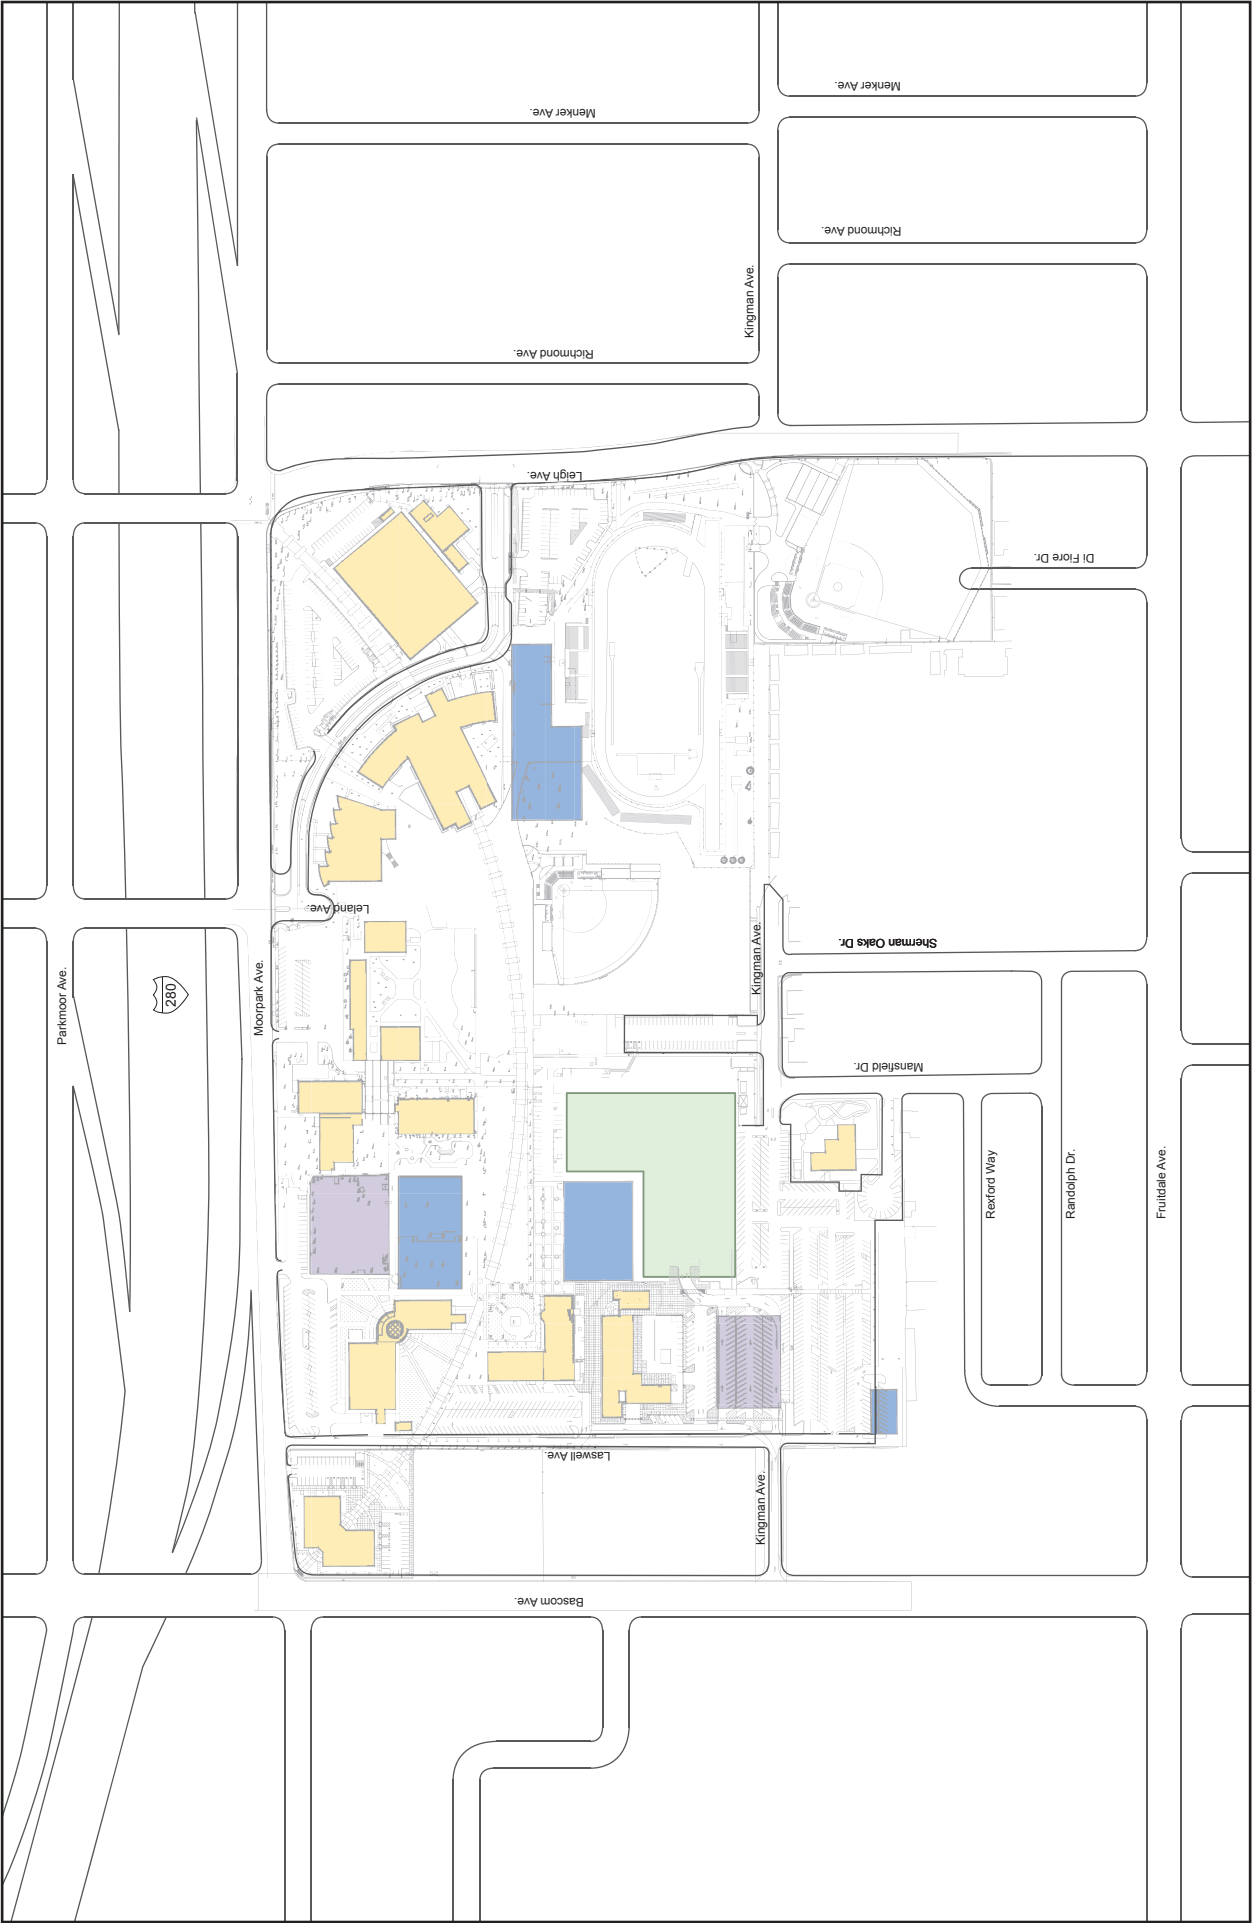 Menker Ave.
Menker Ave.
Richmond Ave.
Kingman Ave.
Richmond Ave.
Leigh Ave.
Di Fiore Dr.
Leland Ave.
Sherman Oaks Dr.
Kingman Ave.
Parkmoor Ave.
280
Moorpark Ave.
Mansfield Dr.
Rexford Way
Randolph Dr.
Fruitdale Ave.
Laswell Ave.
Kingman Ave.
Bascom Ave.